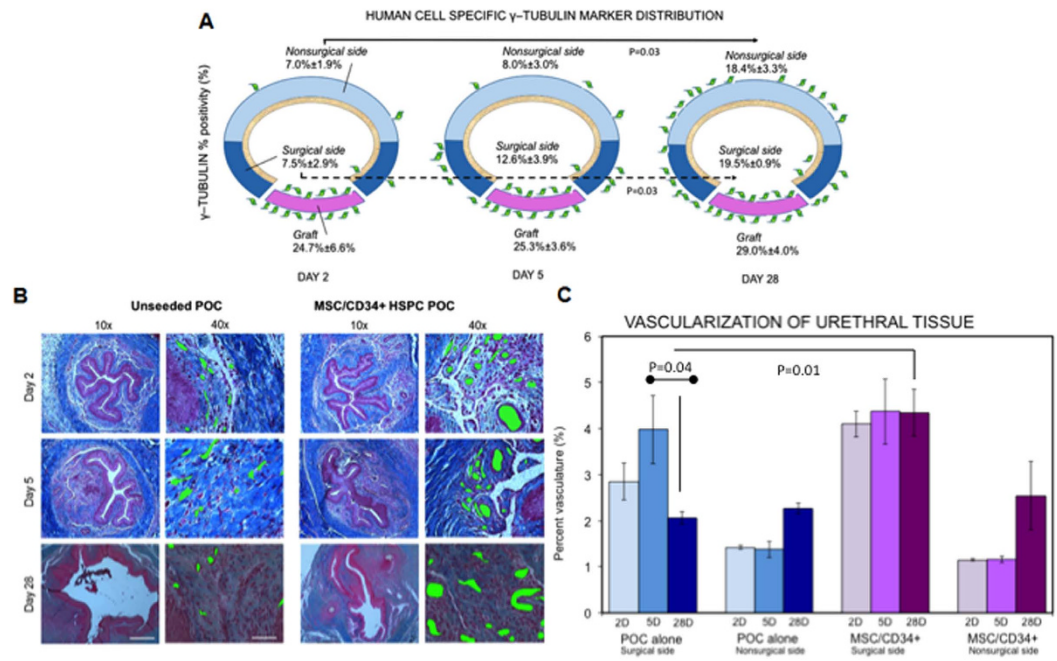 A
HUMAN CELL SPECIFIC γ–TUBULIN MARKER DISTRIBUTION
P=0.03
γ–TUBULIN % positivity (%)
Nonsurgical side
7.0%±1.9%
Surgical side
7.5%±2.9%
Graft
24.7%±6.6%
DAY 2
Nonsurgical side
8.0%±3.0%
Surgical side
12.6%±3.9%
P=0.03
Graft
25.3%±3.6%
DAY 5
Nonsurgical side
18.4%±3.3%
Surgical side
19.5%±0.9%
Graft
29.0%±4.0%
DAY 28
B
Unseeded POC
MSC/CD34+ HSPC POC
10x
40x
10x
40x
Day 2
Day 5
Day 28
C
VASCULARIZATION OF URETHRAL TISSUE
Percent vasculature (%)
6
5
4
3
2
1
0
P=0.04
P=0.01
2D 5D 28D
POC alone
Surgical side
2D 5D 28D
POC alone
Nonsurgical side
2D 5D 28D
MSC/CD34+
Surgical side
2D 5D 28D
MSC/CD34+
Nonsurgical side